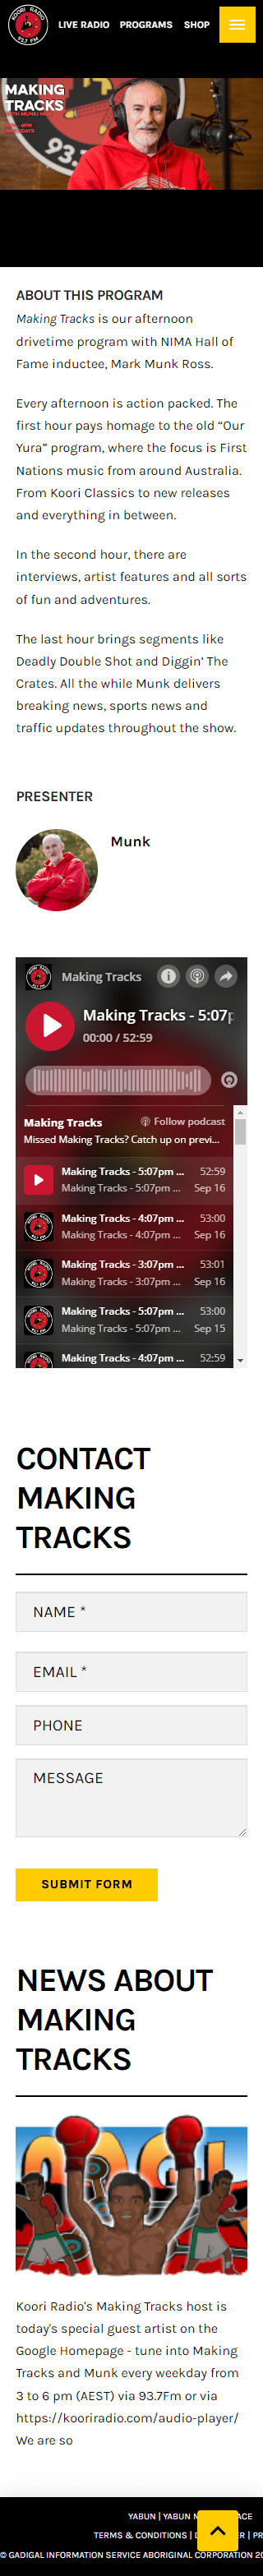 KOORI RADIO
93.7 FM
LIVE RADIO PROGRAMS SHOP
MAKING
TRACKS
WITH MUNKIMUK
93.
ABOUT THIS PROGRAM
Making Tracks is our afternoon
drivetime program with NIMA Hall of
Fame inductee, Mark Munk Ross.
Every afternoon is action packed. The
first hour pays homage to the old “Our
Yura” program, where the focus is First
Nations music from around Australia.
From Koori Classics to new releases
and everything in between.
In the second hour, there are
interviews, artist features and all sorts
of fun and adventures.
The last hour brings segments like
Deadly Double Shot and Diggin’ The
Crates. All the while Munk delivers
breaking news, sports news and
traffic updates throughout the show.
PRESENTER
Munk
Making Tracks
Making Tracks - 5:07p
00:00 / 52:59
Making Tracks Follow podcast
Missed Making Tracks? Catch up on previ...
Making Tracks - 5:07pm ... 52:59
Making Tracks - 5:07pm ... Sep 16
Making Tracks - 4:07pm ... 53:00
Making Tracks - 4:07pm ... Sep 16
Making Tracks - 3:07pm ... 53:01
Making Tracks - 3:07pm ... Sep 16
Making Tracks - 5:07pm ... 53:00
Making Tracks - 5:07pm ... Sep 15
Making Tracks - 4:07pm ... 52:59
CONTACT
MAKING
TRACKS
NAME *
EMAIL *
PHONE
MESSAGE
SUBMIT FORM
NEWS ABOUT
MAKING
TRACKS
Koori Radio's Making Tracks host is
today's special guest artist on the
Google Homepage - tune into Making
Tracks and Munk every weekday from
3 to 6 pm (AEST) via 93.7Fm or via
https://kooriradio.com/audio-player/
We are so
YABUN | YABUN M ACE
TERMS & CONDITIONS | D ER | PR
© GADIGAL INFORMATION SERVICE ABORIGINAL CORPORATION 20